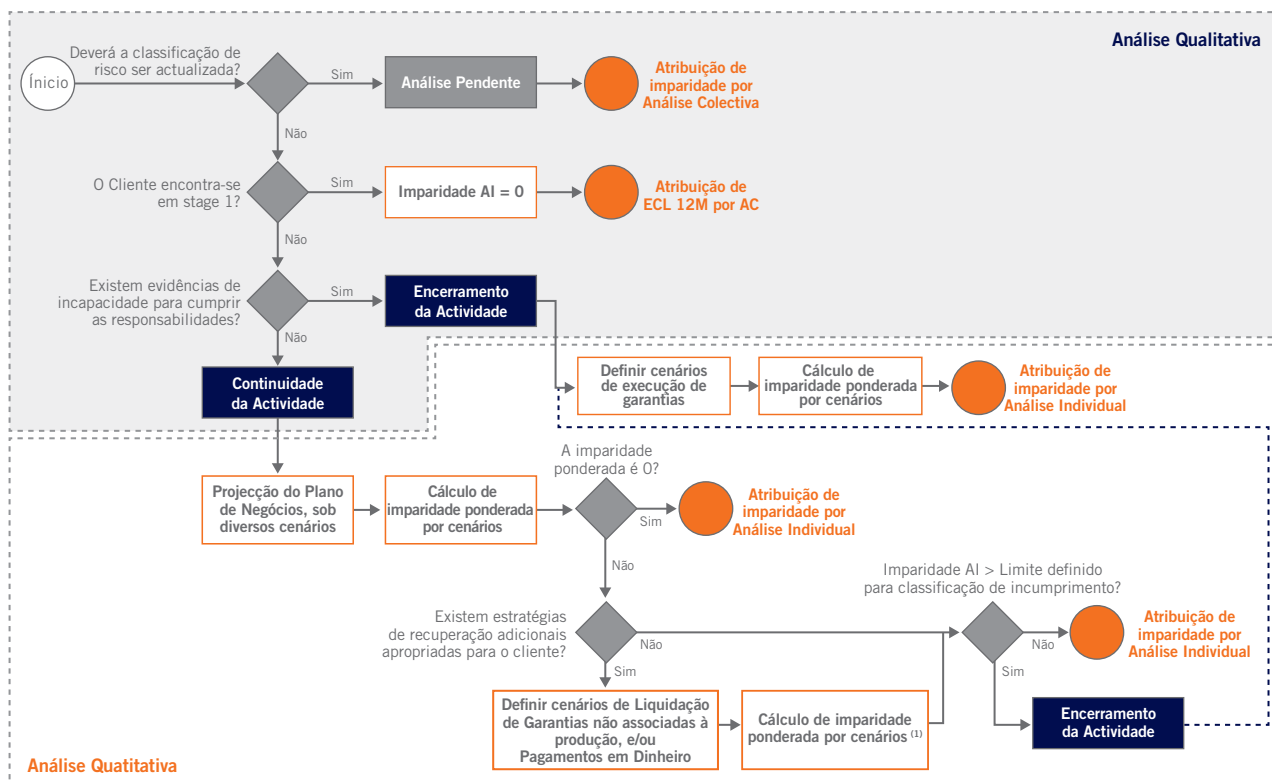 Análise Qualitativa
Deverá a classificação de
risco ser actualizada?
Ínicio
Sim
Análise Pendente
Atribuição de
imparidade por
Análise Colectiva
Não
O Cliente encontra-se
em stage 1?
Sim
Imparidade AI = 0
Atribuição de
ECL 12M por AC
Não
Existem evidências de
incapacidade para cumprir
as responsabilidades?
Sim
Encerramento
da Actividade
Não
Continuidade
da Actividade
Definir cenários
de execução de
garantias
Cálculo de
imparidade ponderada
por cenários
Atribuição de
imparidade por
Análise Individual
A imparidade
ponderada é 0?
Projecção do Plano
de Negócios, sob
diversos cenários
Cálculo de
imparidade ponderada
por cenários
Sim
Atribuição de
imparidade por
Análise Individual
Não
Imparidade AI > Limite definido
para classificação de incumprimento?
Existem estratégias
de recuperação adicionais
apropriadas para o cliente?
Não
Não
Atribuição de
imparidade por
Análise Individual
Sim
Sim
Definir cenários de Liquidação
de Garantias não associadas à
produção, e/ou
Pagamentos em Dinheiro
Cálculo de imparidade
ponderada por cenários (1)
Encerramento
da Actividade
Análise Quatitativa